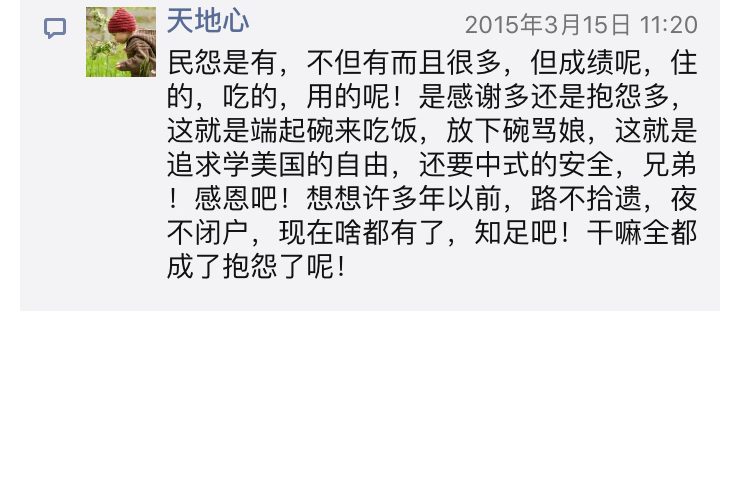 天地心 2015年3月15日 11:20
民怨是有，不但有而且很多，但成绩呢，住
的，吃的，用的呢！是感谢多还是抱怨多，
这就是端起碗来吃饭，放下碗骂娘，这就是
追求学美国的自由，还要中式的安全，兄弟
！感恩吧！想想许多年以前，路不拾遗，夜
不闭户，现在啥都有了，知足吧！干嘛全都
成了抱怨了呢！